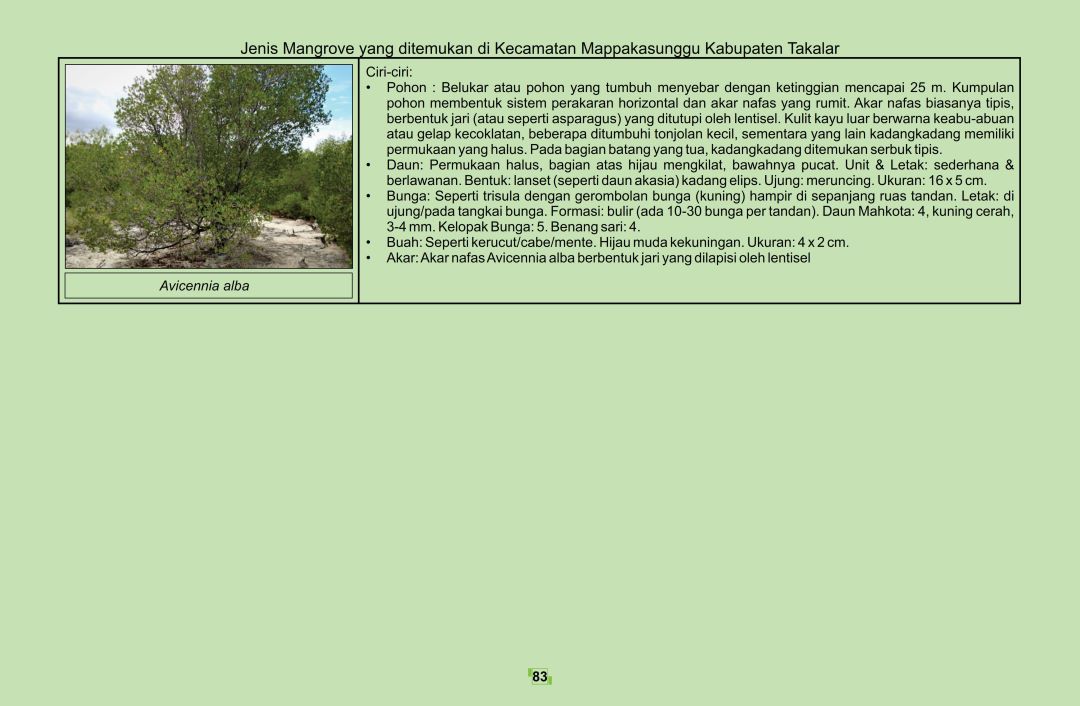 Jenis Mangrove yang ditemukan di Kecamatan Mappakasunggu Kabupaten Takalar
Ciri-ciri:
• Pohon : Belukar atau pohon yang tumbuh menyebar dengan ketinggian mencapai 25 m. Kumpulan
pohon membentuk sistem perakaran horizontal dan akar nafas yang rumit. Akar nafas biasanya tipis,
berbentuk jari (atau seperti asparagus) yang ditutupi oleh lentisel. Kulit kayu luar berwarna keabu-abuan
atau gelap kecoklatan, beberapa ditumbuhi tonjolan kecil, sementara yang lain kadangkadang memiliki
permukaan yang halus. Pada bagian batang yang tua, kadangkadang ditemukan serbuk tipis.
• Daun: Permukaan halus, bagian atas hijau mengkilat, bawahnya pucat. Unit & Letak: sederhana &
berlawanan. Bentuk: lanset (seperti daun akasia) kadang elips. Ujung: meruncing. Ukuran: 16 x 5 cm.
• Bunga: Seperti trisula dengan gerombolan bunga (kuning) hampir di sepanjang ruas tandan. Letak: di
ujung/pada tangkai bunga. Formasi: bulir (ada 10-30 bunga per tandan). Daun Mahkota: 4, kuning cerah,
3-4 mm. Kelopak Bunga: 5. Benang sari: 4.
• Buah: Seperti kerucut/cabe/mente. Hijau muda kekuningan. Ukuran: 4 x 2 cm.
• Akar: Akar nafas Avicennia alba berbentuk jari yang dilapisi oleh lentisel
Avicennia alba
83